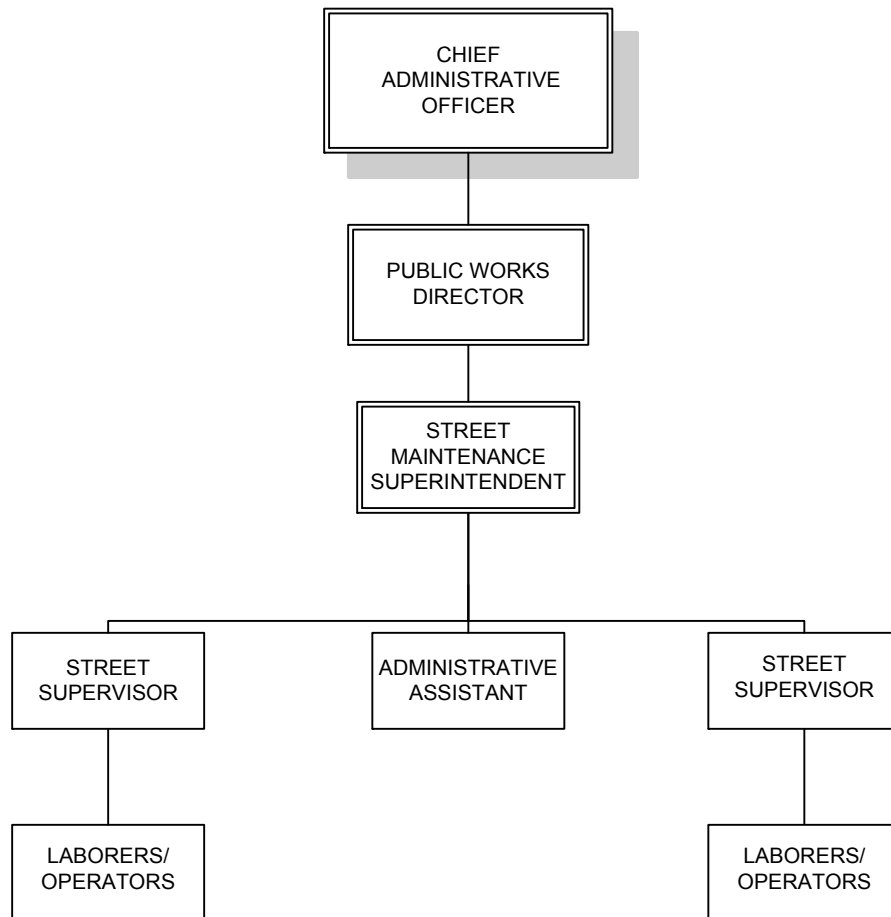 CHIEF
ADMINISTRATIVE
OFFICER
PUBLIC WORKS
DIRECTOR
STREET
MAINTENANCE
SUPERINTENDENT
STREET
SUPERVISOR
ADMINISTRATIVE
ASSISTANT
STREET
SUPERVISOR
LABORERS/
OPERATORS
LABORERS/
OPERATORS